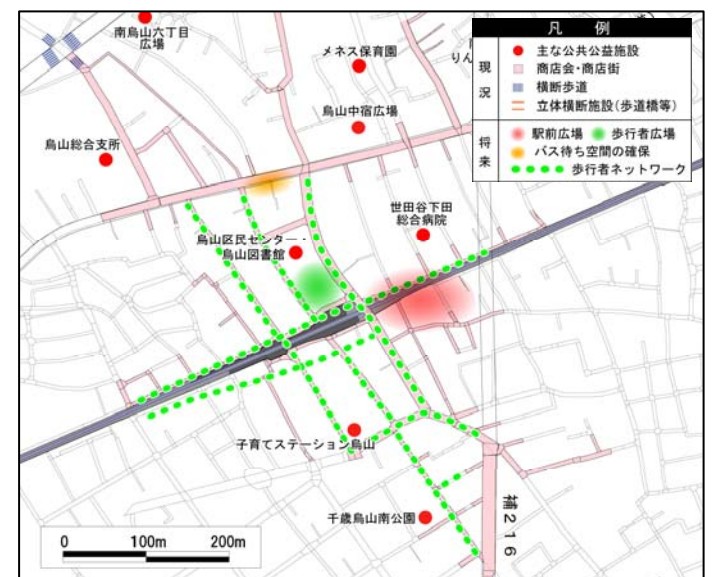 南烏山六丁目
広場
メネス保育園
り
烏山中宿広場
烏山総合支所
世田谷下田
総合病院
烏山区民センター・
烏山図書館
子育てステーション烏山
千歳烏山南公園
補216
0 100m 200m
凡 例
現況
主な公共公益施設
商店会・商店街
横断歩道
立体横断施設(歩道橋等)
将来
駅前広場 歩行者広場
バス待ち空間の確保
歩行者ネットワーク